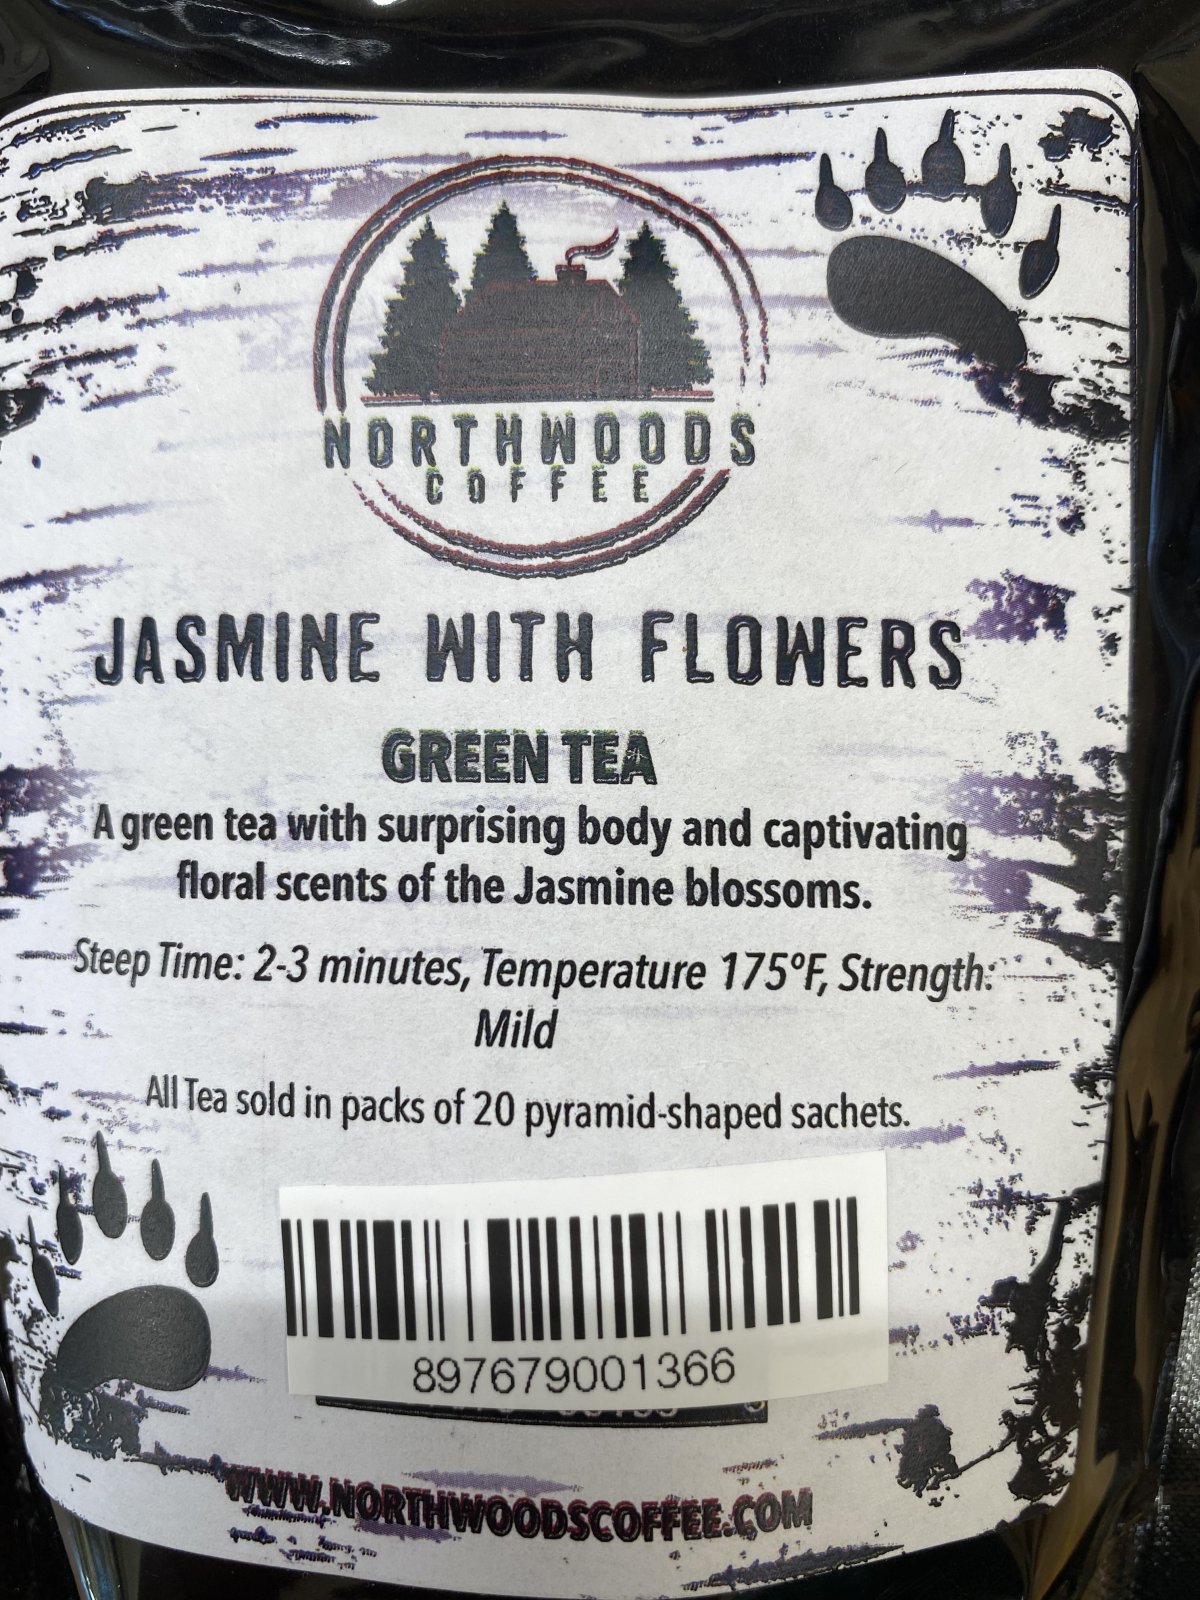 NORTHWOODS
COFFEE
JASMINE WITH FLOWERS
GREEN TEA
A green tea with surprising body and captivating
floral scents of the Jasmine blossoms.
Steep Time: 2-3 minutes, Temperature 175ºF, Strength:
Mild
All Tea sold in packs of 20 pyramid-shaped sachets.
897679001366
WWW.NORTHWOODSCOFFEE.COM